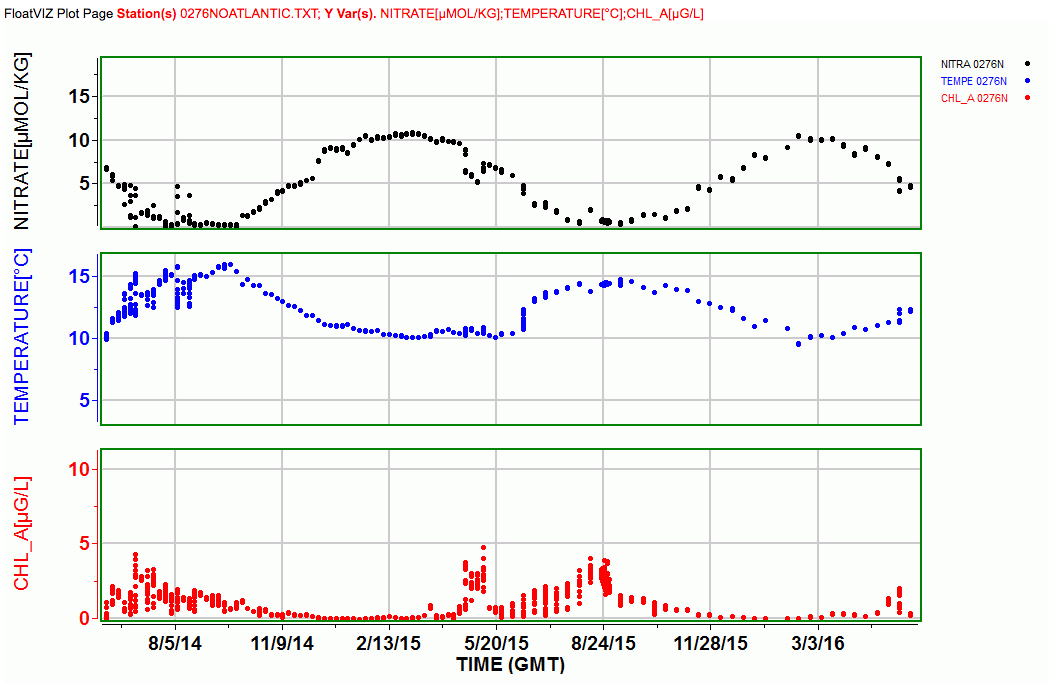 FloatVIZ Plot Page Station(s) 0276NOATLANTIC.TXT; Y Var(s). NITRATE[µMOL/KG];TEMPERATURE[°C];CHL_A[µG/L]
NITRA 0276N
TEMPE 0276N
CHL_A 0276N
NITRATE[µMOL/KG]
15
10
5
TEMPERATURE[°C]
15
10
5
CHL_A[µG/L]
10
5
0
8/5/14 11/9/14 2/13/15 5/20/15 8/24/15 11/28/15 3/3/16
TIME (GMT)